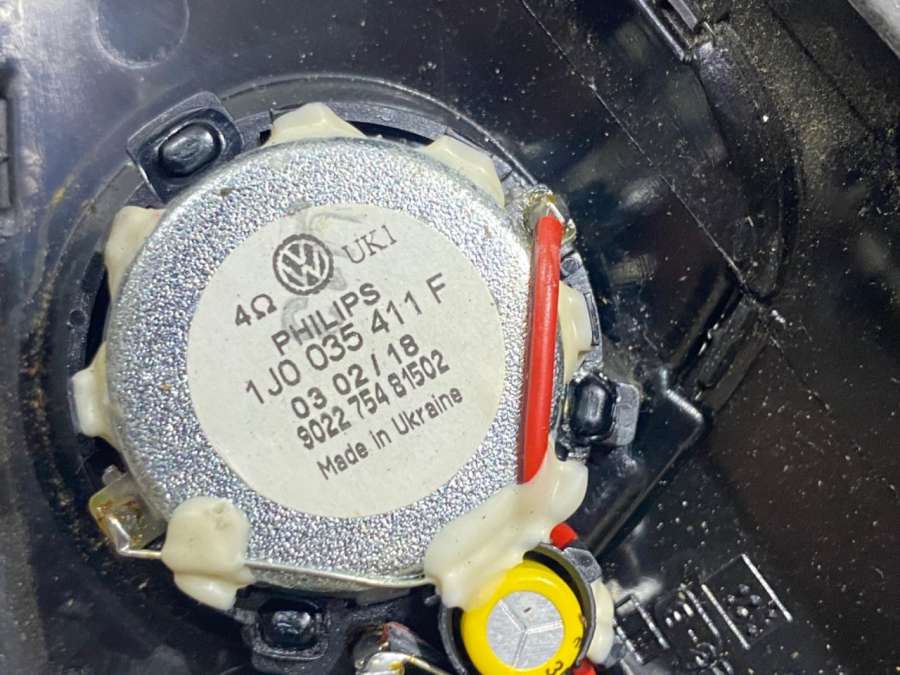 UK1
4Ω
PHILIPS
1J0 035 411 F
03 02/18
9022 754 81502
Made in Ukraine